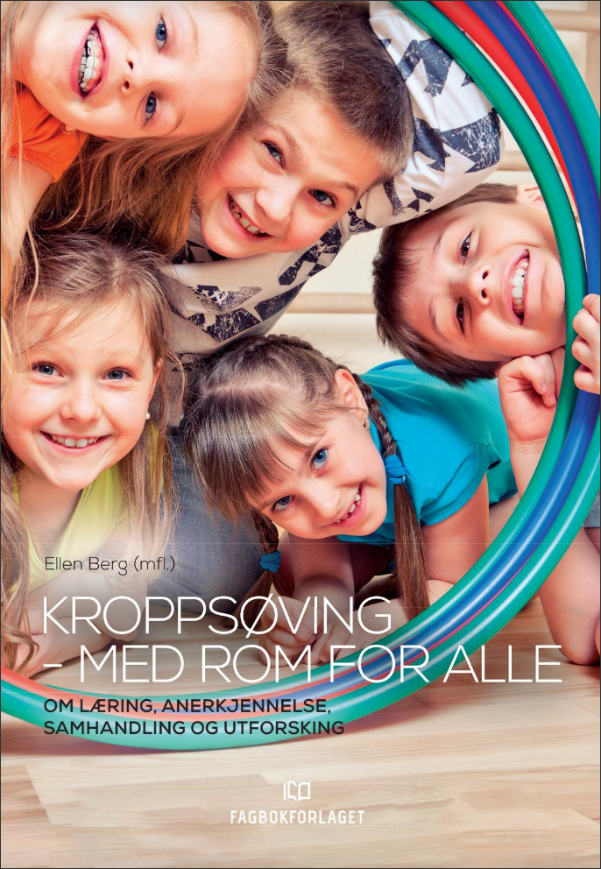 Ellen Berg (mfl.)
KROPPSØVING
– MED ROM FOR ALLE
OM LÆRING, ANERKJENNELSE,
SAMHANDLING OG UTFORSKING
FAGBOKFORLAGET